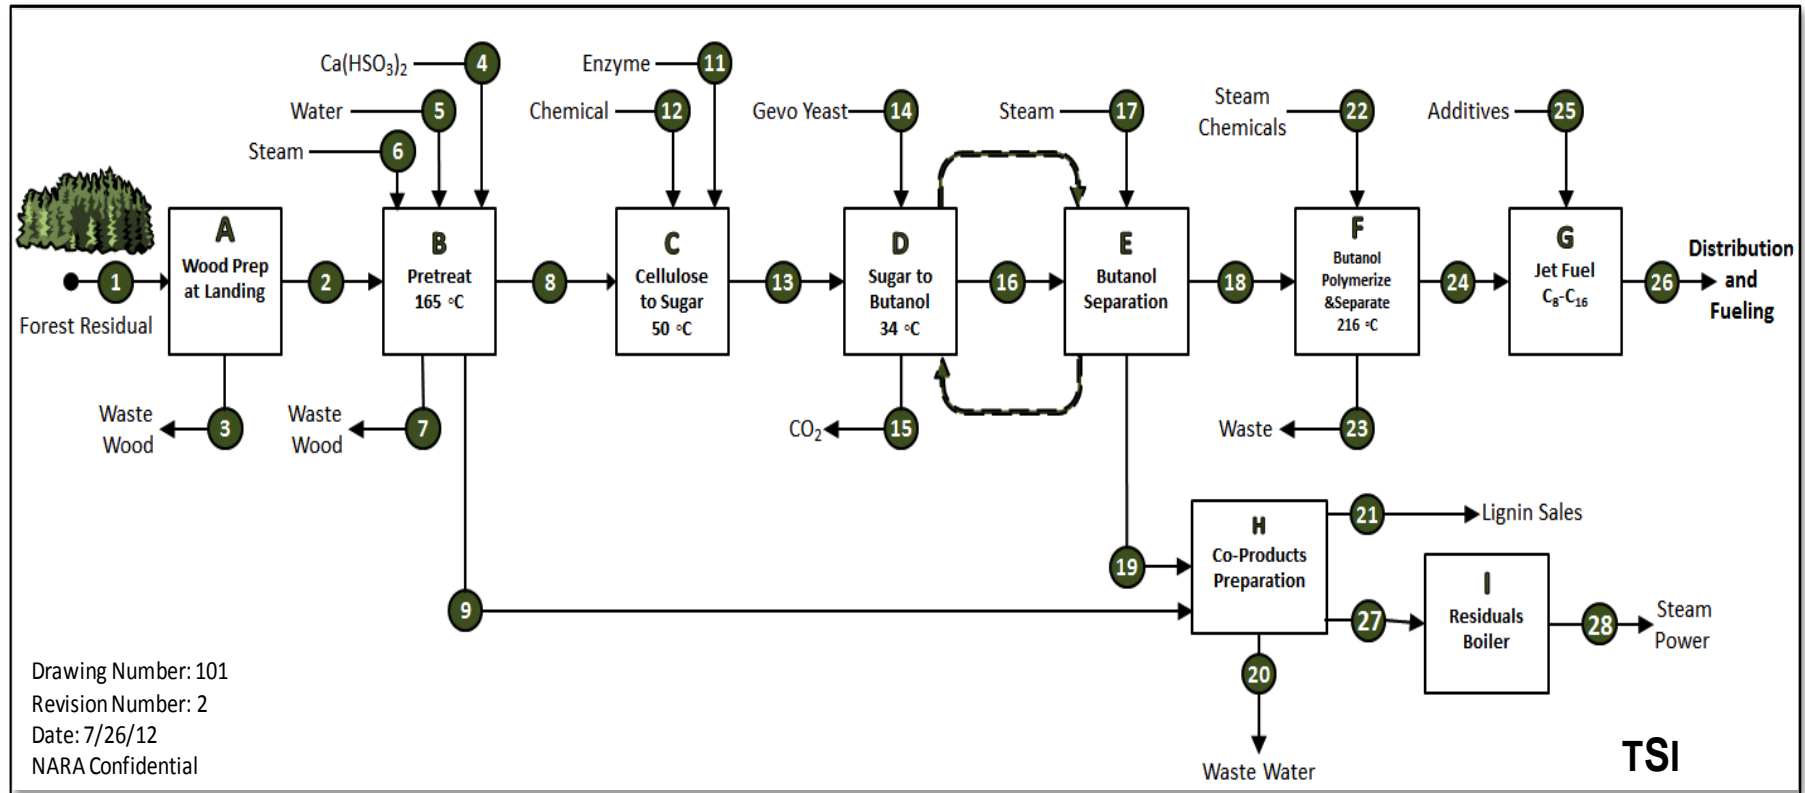 Ca(HSO₃)₂
4
Enzyme
11
Water
5
Chemical
12
Gevo Yeast
14
Steam
17
Steam
Chemicals
22
Additives
25
Steam
6
A
Wood Prep
at Landing
B
Pretreat
165 °C
C
Cellulose
to Sugar
50 °C
D
Sugar to
Butanol
34 °C
E
Butanol
Separation
F
Butanol
Polymerize
&Separate
216 °C
G
Jet Fuel
C₈-C₁₆
Distribution
and
Fueling
1
2
8
13
16
18
24
26
Forest Residual
Waste
Wood
3
Waste
Wood
7
CO₂
15
Waste
23
H
Co-Products
Preparation
21
Lignin Sales
19
9
27
I
Residuals
Boiler
28
Steam
Power
20
Waste Water
Drawing Number: 101
Revision Number: 2
Date: 7/26/12
NARA Confidential
TSI